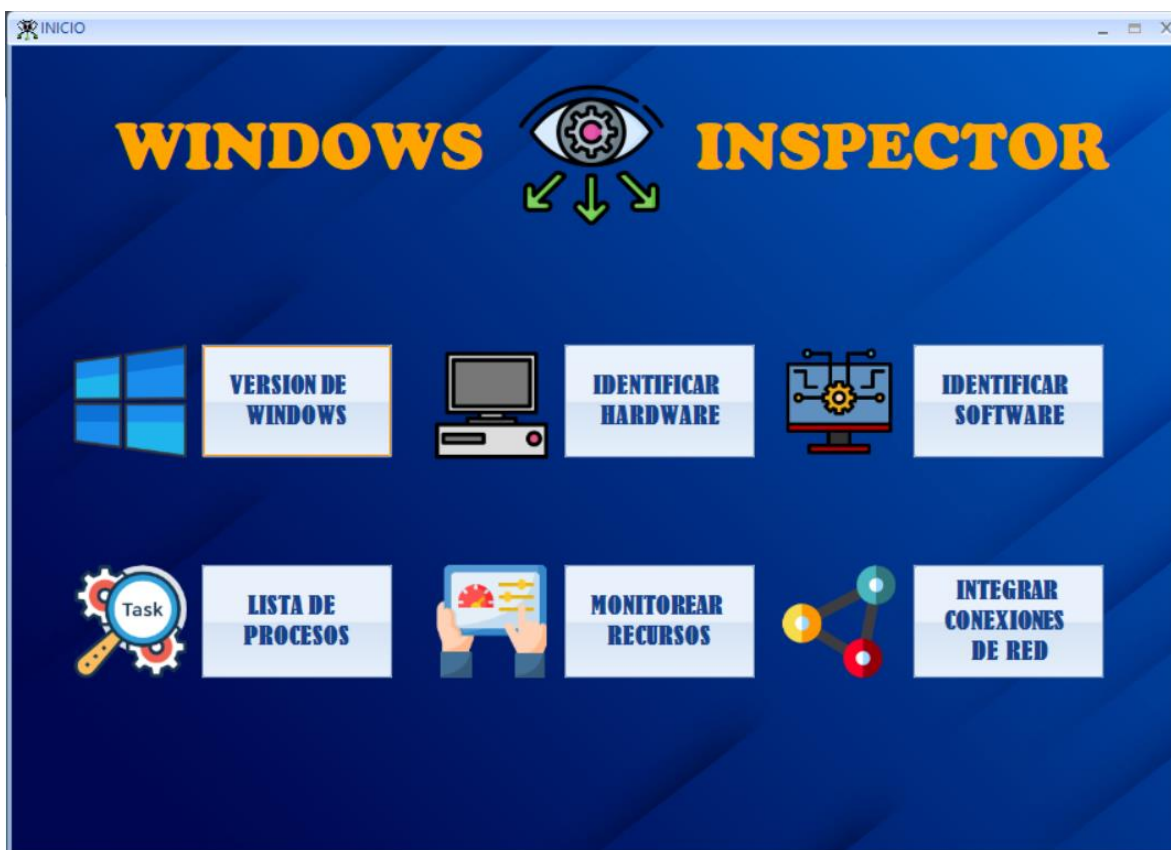 INICIO
WINDOWS INSPECTOR
VERSION DE
WINDOWS
IDENTIFICAR
HARDWARE
IDENTIFICAR
SOFTWARE
Task
LISTA DE
PROCESOS
MONITOREAR
RECURSOS
INTEGRAR
CONEXIONES
DE RED